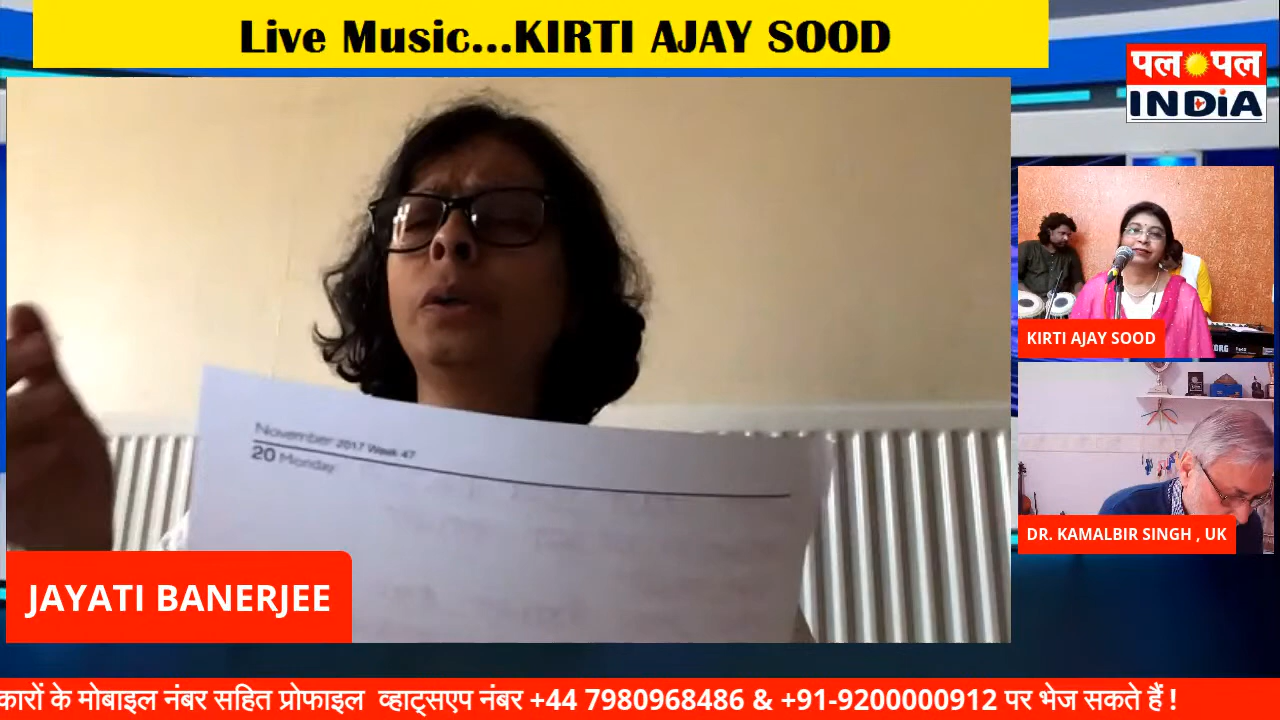 Live Music...KIRTI AJAY SOOD
पल पल
INDiA
November 2017 Week 47
20 Monday
KORG
KIRTI AJAY SOOD
DR. KAMALBIR SINGH , UK
JAYATI BANERJEE
कारों के मोबाइल नंबर सहित प्रोफाइल व्हाट्सएप नंबर +44 7980968486 & +91-9200000912 पर भेज सकते हैं !